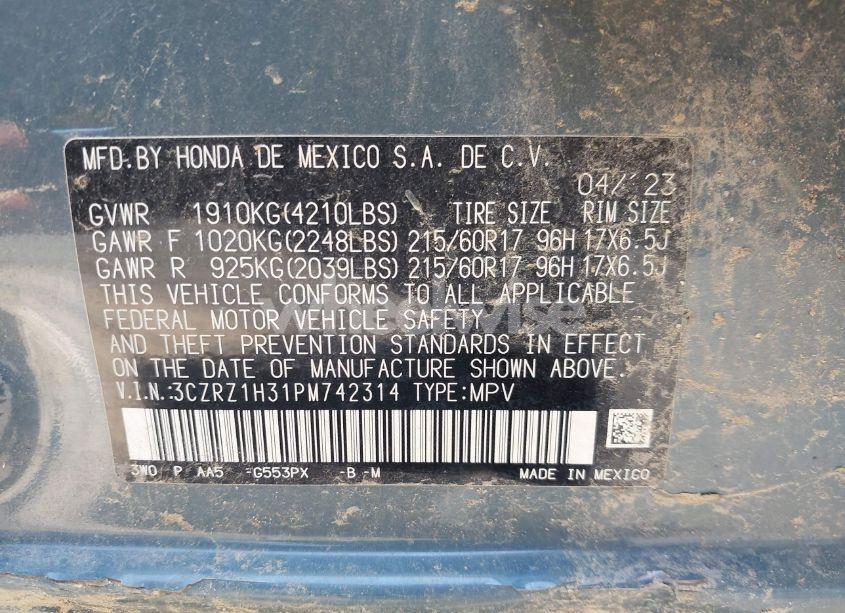 MFD.BY HONDA DE MEXICO S.A. DE C.V.
04/'23
GVWR 1910KG(4210LBS) TIRE SIZE RIM SIZE
GAWR F 1020KG(2248LBS) 215/60R17 96H 17X6.5J
GAWR R 925KG(2039LBS) 215/60R17 96H 17X6.5J
THIS VEHICLE CONFORMS TO ALL APPLICABLE
FEDERAL MOTOR VEHICLE SAFETY
AND THEFT PREVENTION STANDARDS IN EFFECT
ON THE DATE OF MANUFACTURE SHOWN ABOVE.
V.I.N.:3CZRZ1H31PM742314 TYPE:MPV
3W0 P AA5 -G553PX -B -M
MADE IN MEXICO